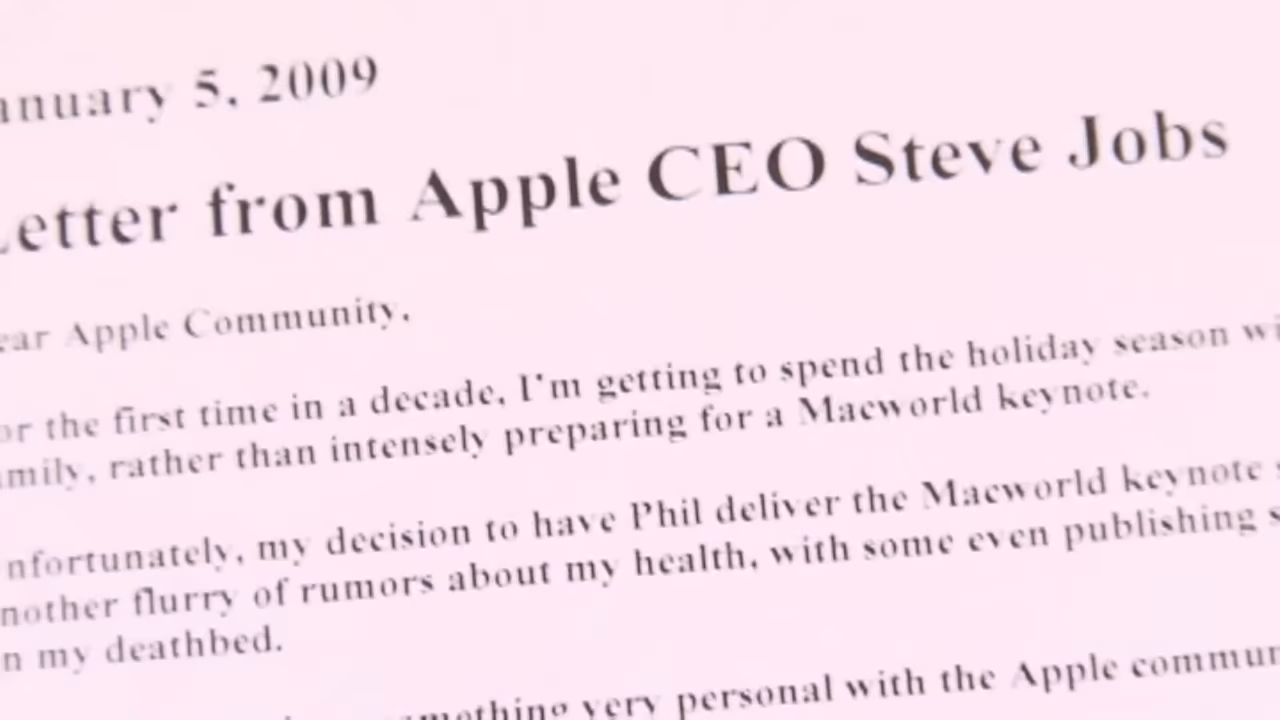 anuary 5, 2009
Letter from Apple CEO Steve Jobs
ear Apple Community,
or the first time in a decade, I'm getting to spend the holiday season wi
mily, rather than intensely preparing for a Macworld keynote.
nfortunately, my decision to have Phil deliver the Macworld keynote s
nother flurry of rumors about my health, with some even publishing s
n my deathbed.
something very personal with the Apple commun